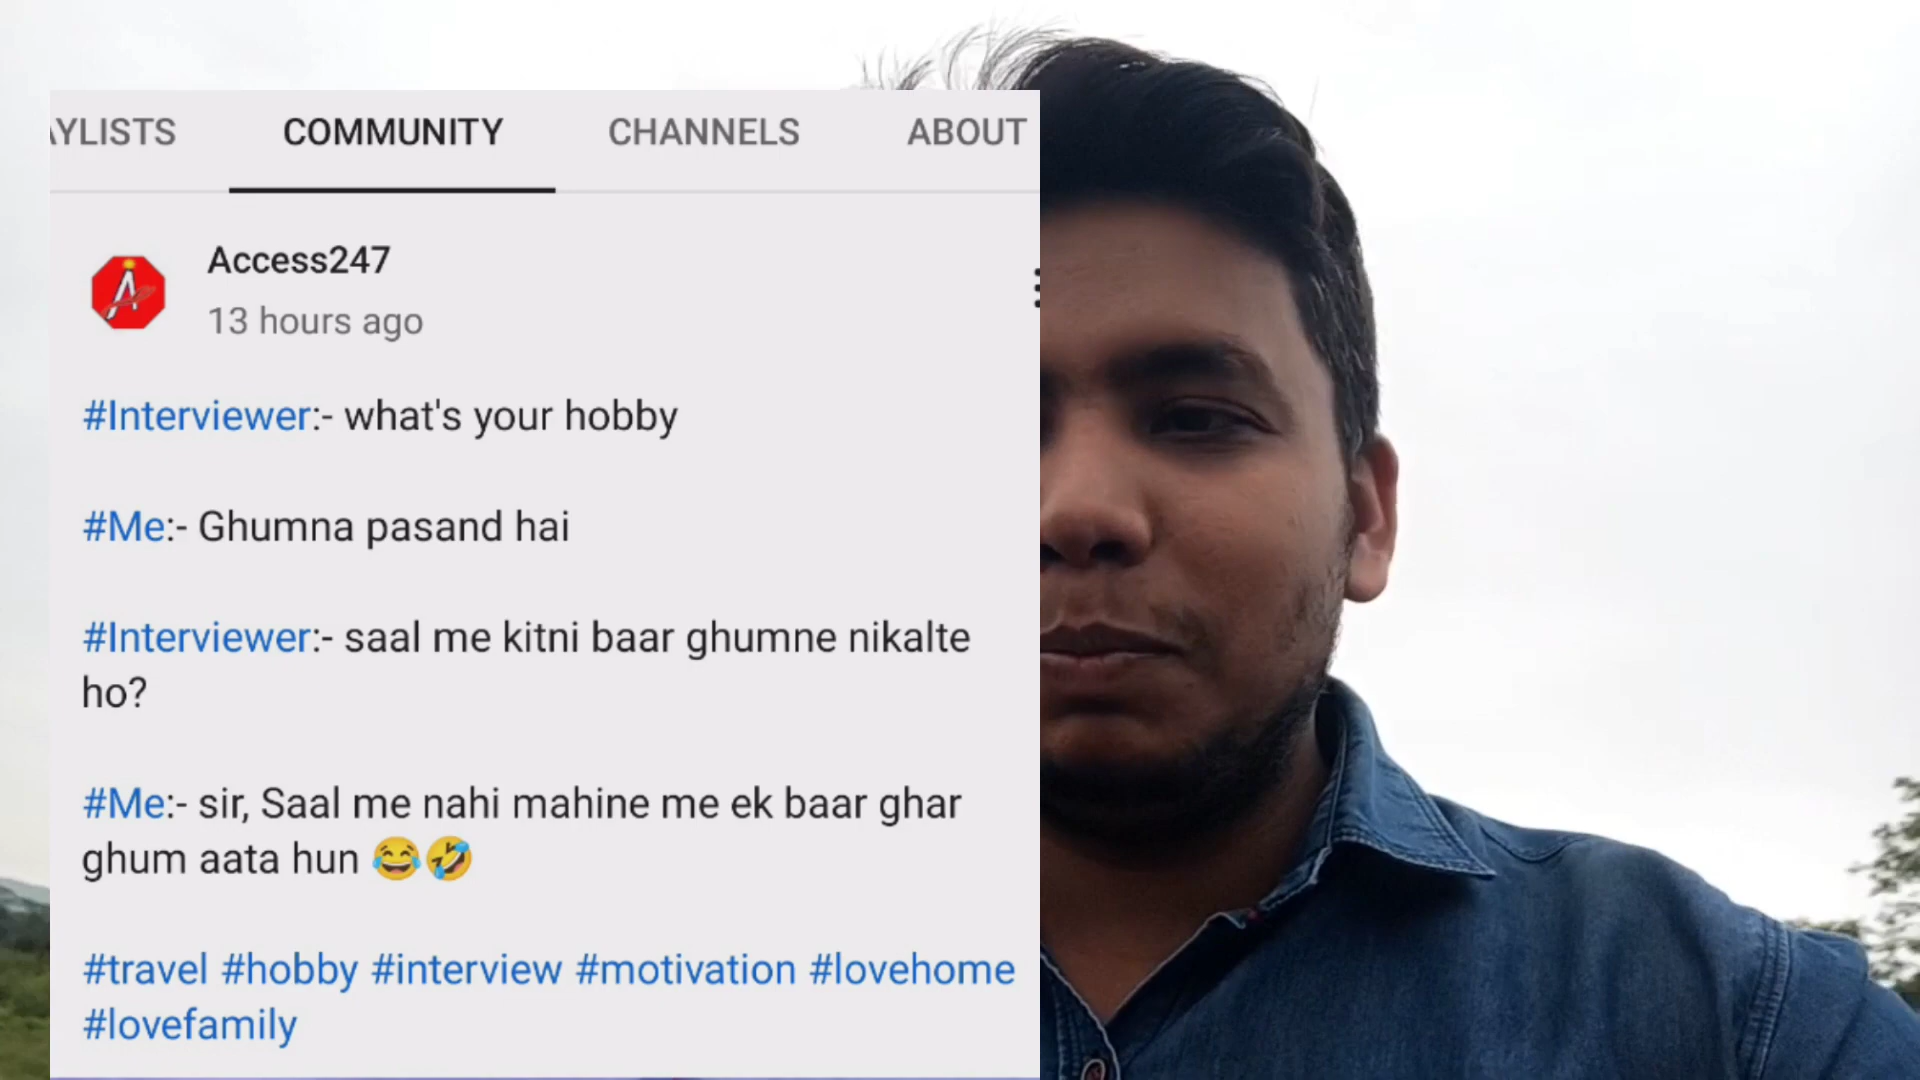 AYLISTS COMMUNITY CHANNELS ABOUT
Access247
13 hours ago
#Interviewer:- what's your hobby
#Me:- Ghumna pasand hai
#Interviewer:- saal me kitni baar ghumne nikalte
ho?
#Me:- sir, Saal me nahi mahine me ek baar ghar
ghum aata hun 😂🤣
#travel #hobby #interview #motivation #lovehome
#lovefamily